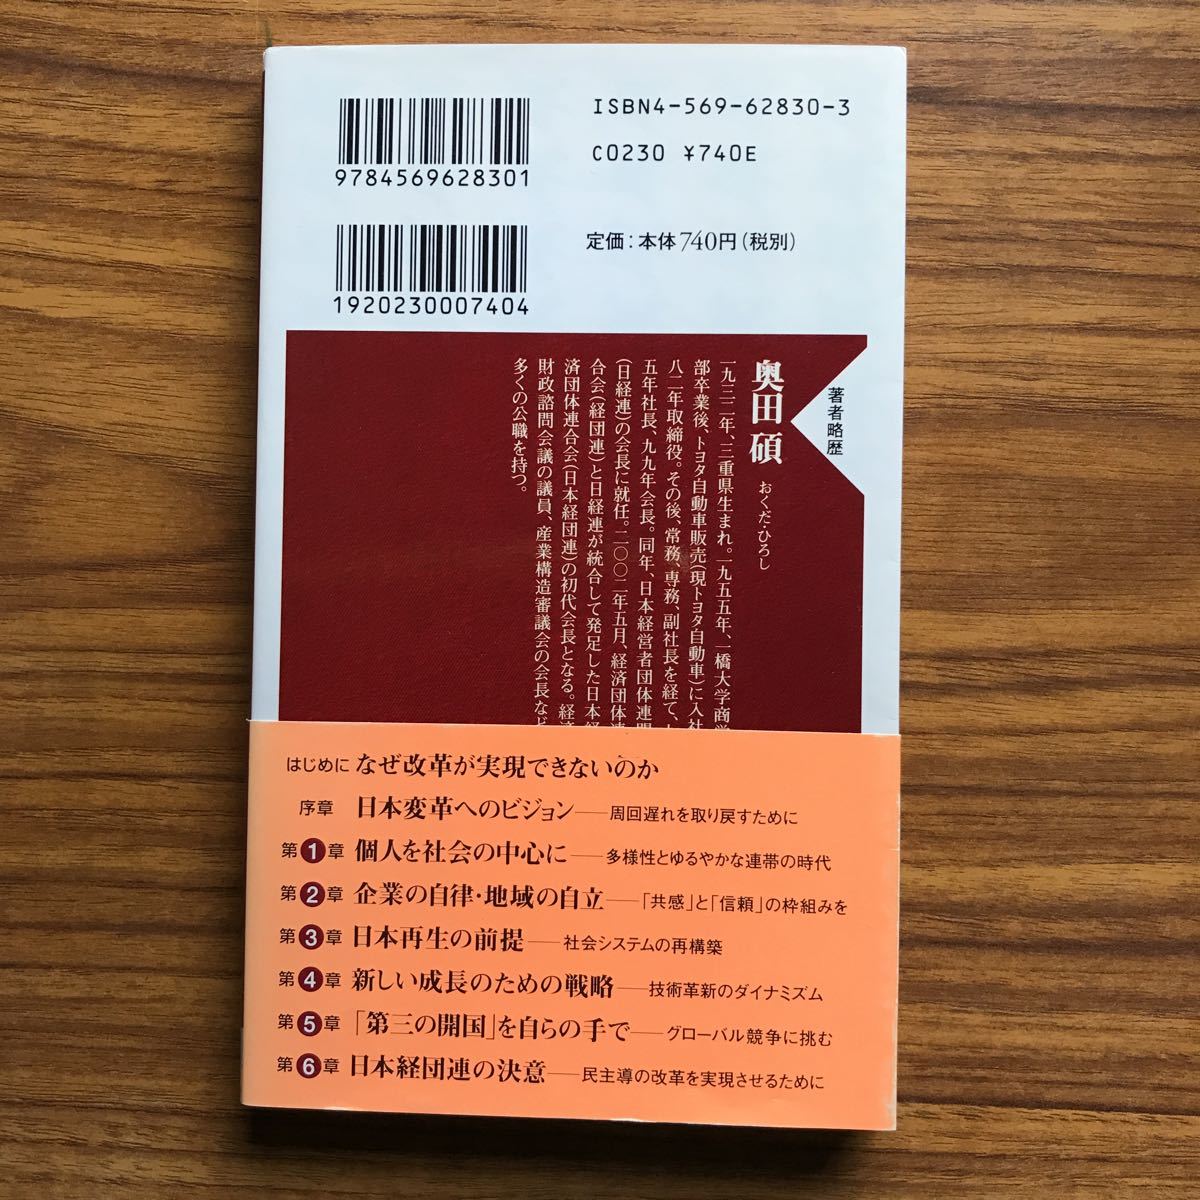 ISBN4-569-62830-3
C0230 ¥740E
9784569628301
定価：本体740円（税別）
1920230007404
著者略歴
奥田 碩 おくだ・ひろし
一九三二年、三重県生まれ。一九五五年、一橋大学商学
部卒業後、トヨタ自動車販売（現トヨタ自動車）に入社
八二年取締役。その後、常務、専務、副社長を経て、
五年社長、九九年会長。同年、日本経営者団体連盟
（日経連）の会長に就任。二〇〇二年五月、経済団体連
合会（経団連）と日経連が統合して発足した日本経
済団体連合会（日本経団連）の初代会長となる。経済
財政諮問会議の議員、産業構造審議会の会長など
多くの公職を持つ。
はじめに なぜ改革が実現できないのか
序章 日本変革へのビジョン――周回遅れを取り戻すために
第1章 個人を社会の中心に――多様性とゆるやかな連帯の時代
第2章 企業の自律・地域の自立――「共感」と「信頼」の枠組みを
第3章 日本再生の前提――社会システムの再構築
第4章 新しい成長のための戦略――技術革新のダイナミズム
第5章 「第三の開国」を自らの手で――グローバル競争に挑む
第6章 日本経団連の決意――民主導の改革を実現させるために